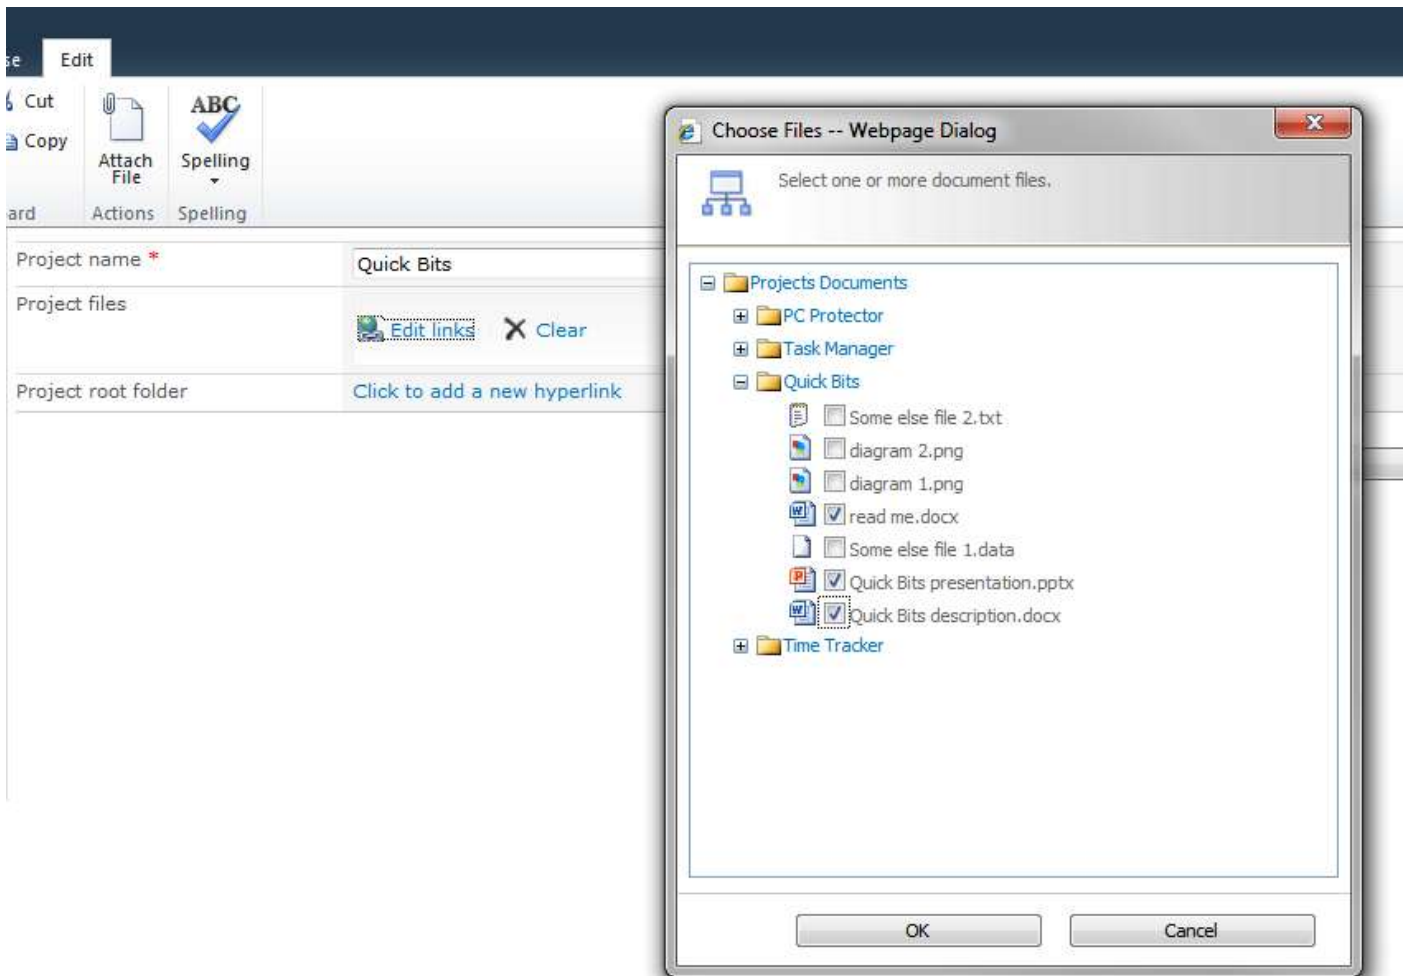 se Edit
Cut
Copy
Attach
File
ABC
Spelling
ard Actions Spelling
Project name *
Quick Bits
Project files
Edit links Clear
Project root folder
Click to add a new hyperlink
Choose Files -- Webpage Dialog
Select one or more document files.
Projects Documents
PC Protector
Task Manager
Quick Bits
Some else file 2.txt
diagram 2.png
diagram 1.png
read me.docx
Some else file 1.data
Quick Bits presentation.pptx
Quick Bits description.docx
Time Tracker
OK Cancel